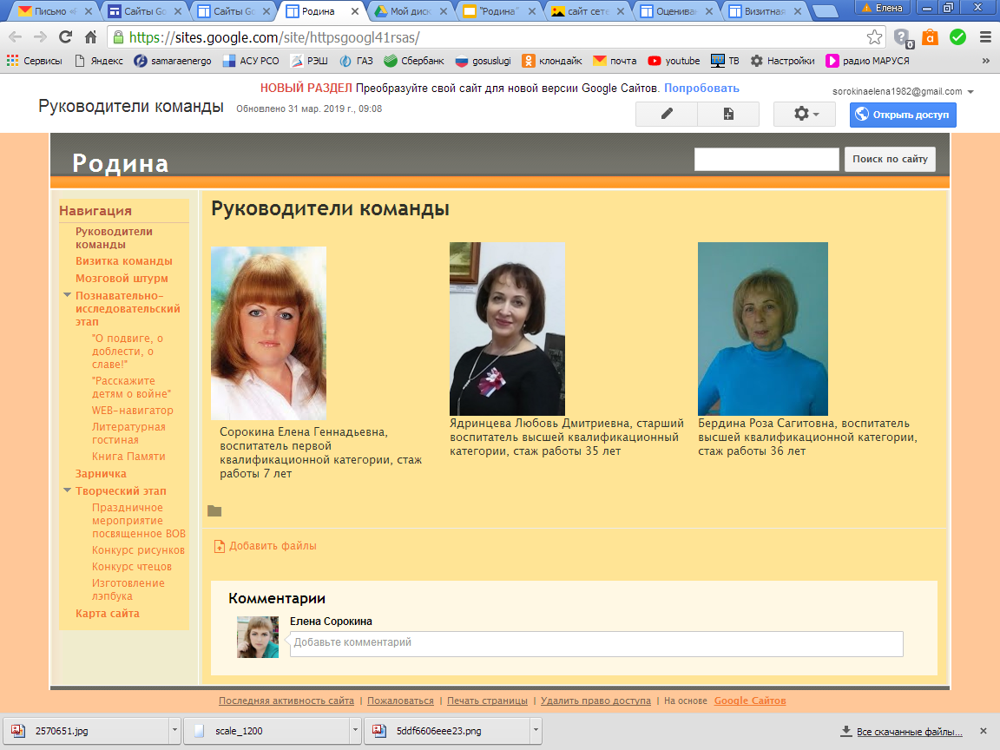 Письмо «
Сайты Go
Сайты Go
Родина
Мой диск
"Родина"
сайт сете
Оцениван
Визитная
Елена
https://sites.google.com/site/httpsgoogl41rsas/
0
Сервисы
Яндекс
samaraenergo
АСУ РСО
РЭШ
ГАЗ
Сбербанк
gosuslugi
клондайк
почта
youtube
ТВ
Настройки
радио МАРУСЯ
»
НОВЫЙ РАЗДЕЛ Преобразуйте свой сайт для новой версии Google Сайтов. Попробовать
sorokinaelena1982@gmail.com
Руководители команды
Обновлено 31 мар. 2019 г., 09:08
Открыть доступ
Родина
Поиск по сайту
Навигация
Руководители
команды
Визитка команды
Мозговой штурм
Познавательно-
исследовательский
этап
"О подвиге, о
доблести, о
славе!"
"Расскажите
детям о войне"
WEB-навигатор
Литературная
гостиная
Книга Памяти
Зарничка
Творческий этап
Праздничное
мероприятие
посвященное ВОВ
Конкурс рисунков
Конкурс чтецов
Изготовление
лэпбука
Карта сайта
Руководители команды
Сорокина Елена Геннадьевна,
воспитатель первой
квалификационной категории, стаж
работы 7 лет
Ядринцева Любовь Дмитриевна, старший
воспитатель высшей квалификационный
категории, стаж работы 35 лет
Бердина Роза Сагитовна, воспитатель
высшей квалификационной категории,
стаж работы 36 лет
Добавить файлы
Комментарии
Елена Сорокина
Добавьте комментарий
Последняя активность сайта | Пожаловаться | Печать страницы | Удалить право доступа | На основе Google Сайтов
2570651.jpg
scale_1200
5ddf6606eee23.png
Все скачанные файлы...